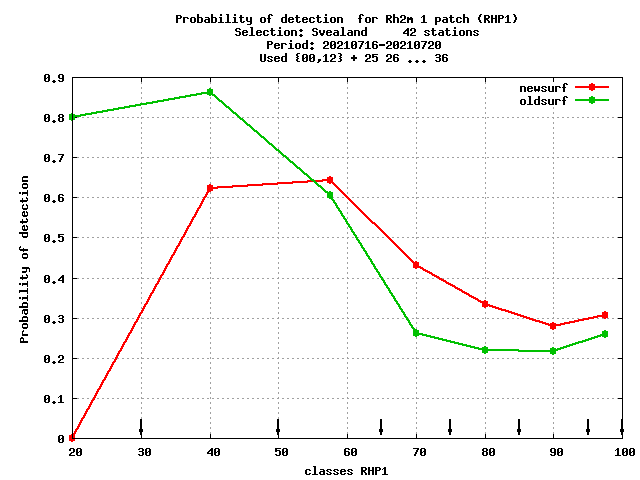 Probability of detection  for Rh2m 1 patch (RHP1)
Selection: Svealand     42 stations
Period: 20210716-20210720
Used {00,12} + 25 26 ... 36
newsurf
oldsurf
0.9
0.8
0.7
0.6
0.5
0.4
0.3
0.2
0.1
0
Probability of detection
20 30 40 50 60 70 80 90 100
classes RHP1